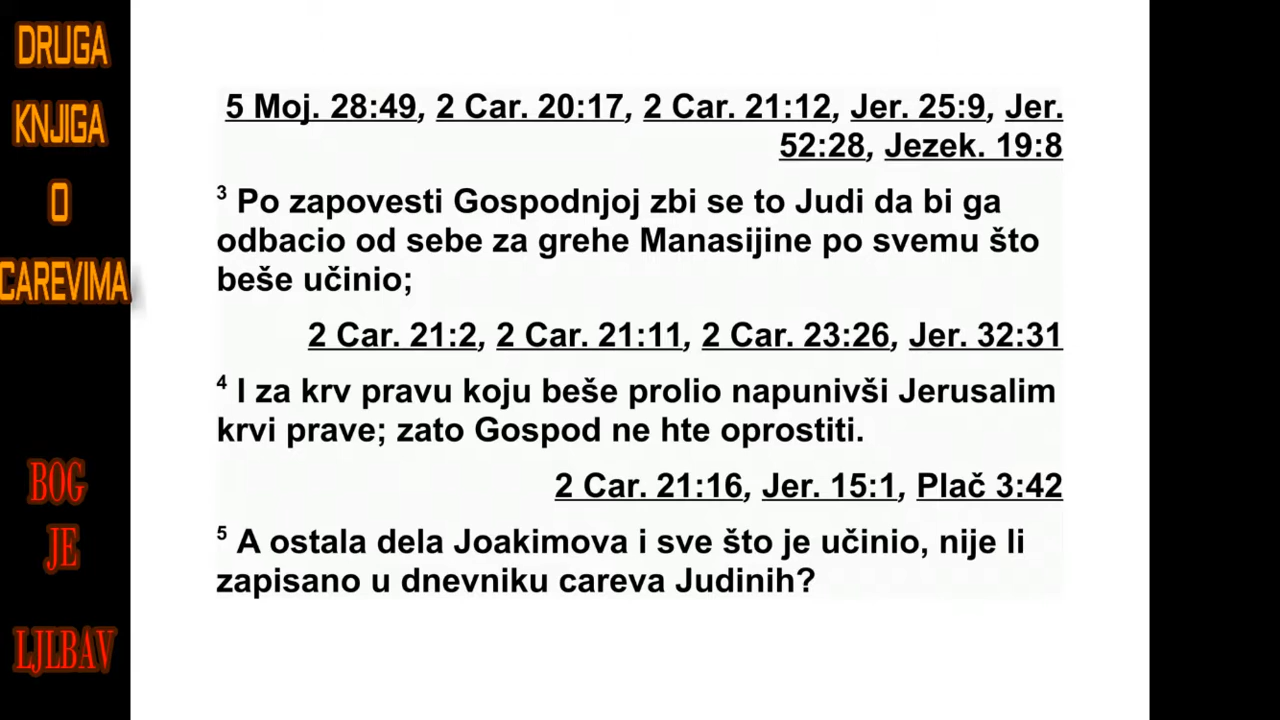 DRUGA
KNJIGA
O
CAREVIMA
BOG
JE
LJLBAV
5 Moj. 28:49, 2 Car. 20:17, 2 Car. 21:12, Jer. 25:9, Jer.
52:28, Jezek. 19:8
3 Po zapovesti Gospodnjoj zbi se to Judi da bi ga
odbacio od sebe za grehe Manasijine po svemu što
beše učinio;
2 Car. 21:2, 2 Car. 21:11, 2 Car. 23:26, Jer. 32:31
4 I za krv pravu koju beše prolio napunivši Jerusalim
krvi prave; zato Gospod ne hte oprostiti.
2 Car. 21:16, Jer. 15:1, Plač 3:42
5 A ostala dela Joakimova i sve što je učinio, nije li
zapisano u dnevniku careva Judinih?